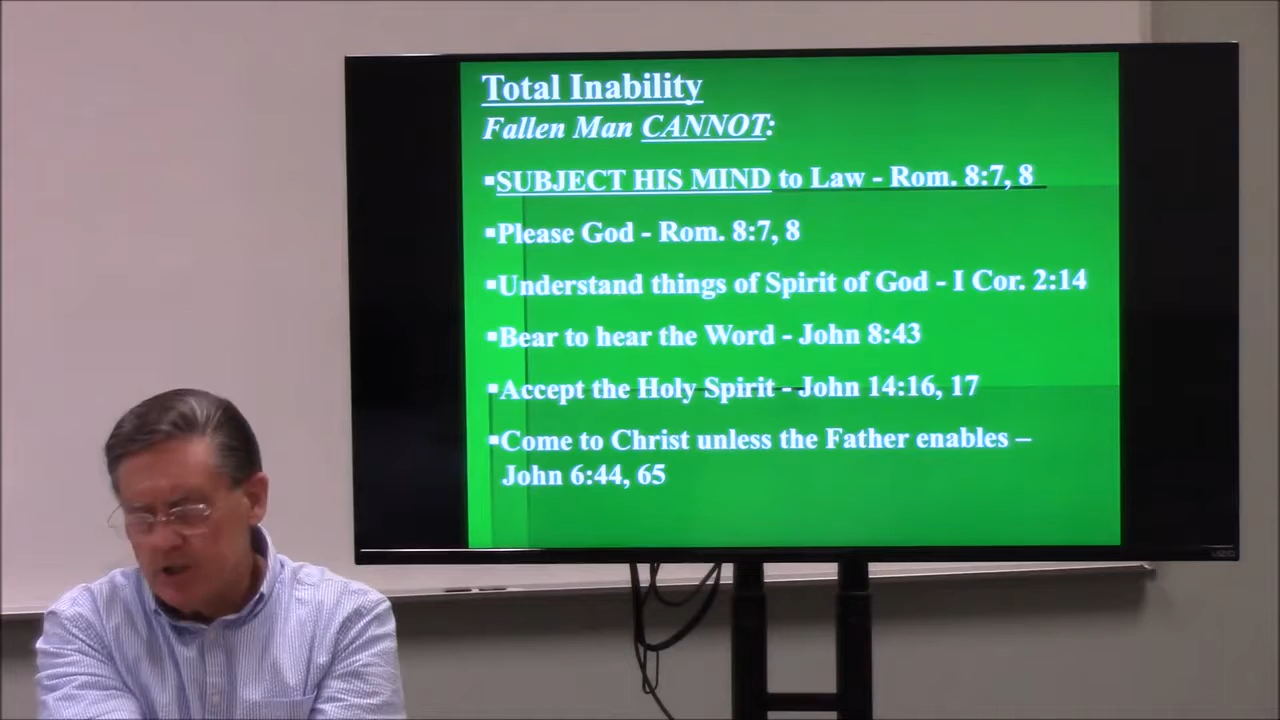 Total Inability
Fallen Man CANNOT:
▪SUBJECT HIS MIND to Law - Rom. 8:7, 8
▪Please God - Rom. 8:7, 8
▪Understand things of Spirit of God - I Cor. 2:14
▪Bear to hear the Word - John 8:43
▪Accept the Holy Spirit - John 14:16, 17
▪Come to Christ unless the Father enables –
John 6:44, 65
VIZIO